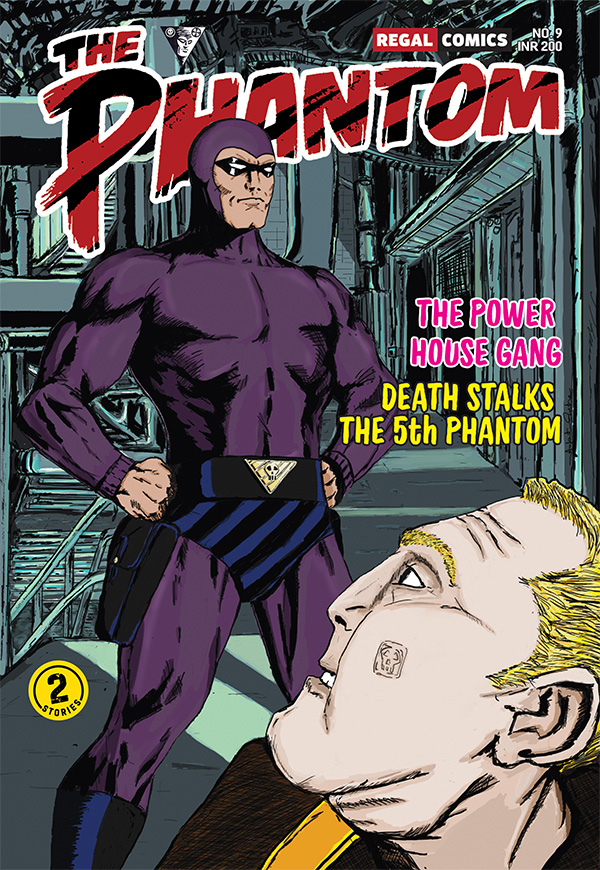 THE
PHANTOM
REGAL COMICS
NO. 9
INR 200
THE POWER
HOUSE GANG
DEATH STALKS
THE 5th PHANTOM
2
STORIES